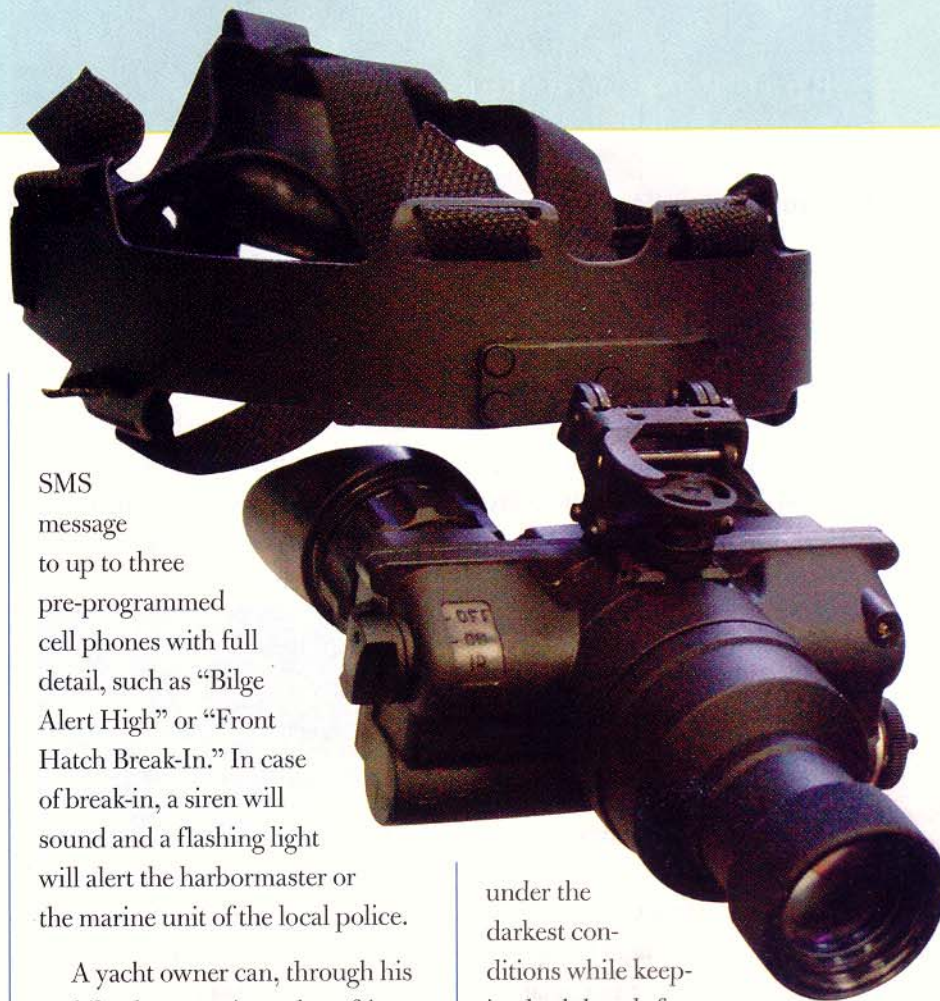 SMS
message
to up to three
pre-programmed
cell phones with full
detail, such as “Bilge
Alert High” or “Front
Hatch Break-In.” In case
of break-in, a siren will
sound and a flashing light
will alert the harbormaster or
the marine unit of the local police.
A yacht owner can, through his
under the
darkest con-
ditions while keep-